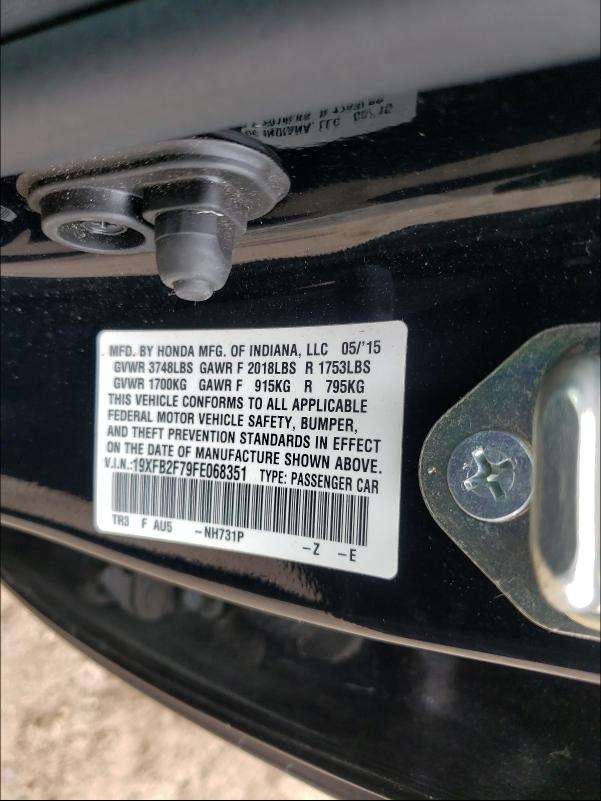 MFD. BY HONDA MFG. OF INDIANA, LLC 05/'15
GVWR 3748LBS GAWR F 2018LBS R 1753LBS
GVWR 1700KG GAWR F 915KG R 795KG
THIS VEHICLE CONFORMS TO ALL APPLICABLE
FEDERAL MOTOR VEHICLE SAFETY, BUMPER,
AND THEFT PREVENTION STANDARDS IN EFFECT
ON THE DATE OF MANUFACTURE SHOWN ABOVE.
V.I.N.:19XFB2F79FE068351 TYPE: PASSENGER CAR
TR3 F AU5 -NH731P -Z -E